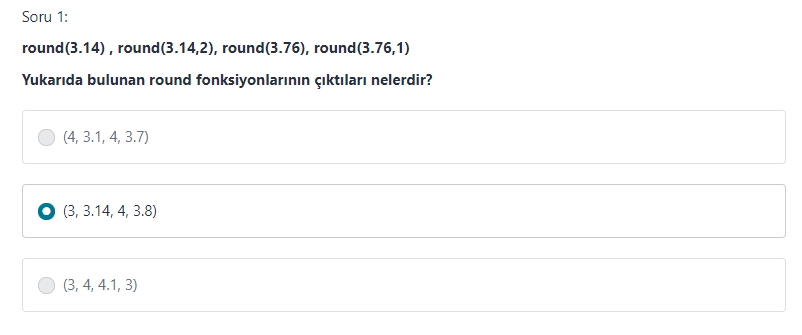 Soru 1:
round(3.14) , round(3.14,2), round(3.76), round(3.76,1)
Yukarıda bulunan round fonksiyonlarının çıktıları nelerdir?
(4, 3.1, 4, 3.7)
(3, 3.14, 4, 3.8)
(3, 4, 4.1, 3)